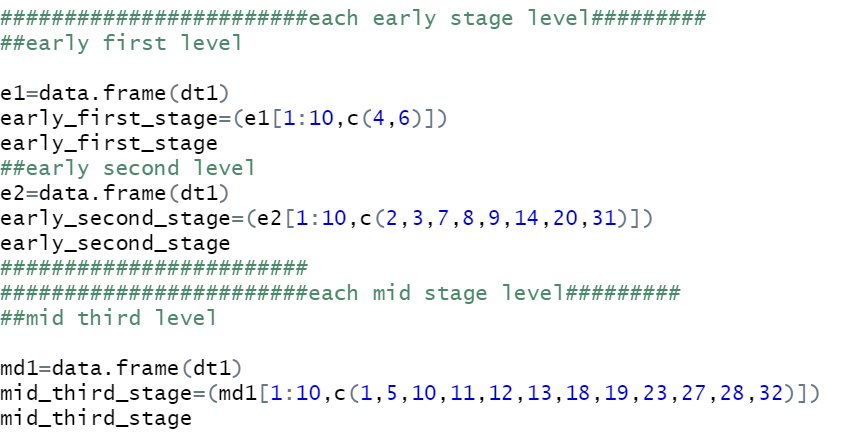 ########################each early stage level#########
##early first level
e1=data.frame(dt1)
early_first_stage=(e1[1:10,c(4,6)])
early_first_stage
##early second level
e2=data.frame(dt1)
early_second_stage=(e2[1:10,c(2,3,7,8,9,14,20,31)])
early_second_stage
########################
########################each mid stage level#########
##mid third level
md1=data.frame(dt1)
mid_third_stage=(md1[1:10,c(1,5,10,11,12,13,18,19,23,27,28,32)])
mid_third_stage